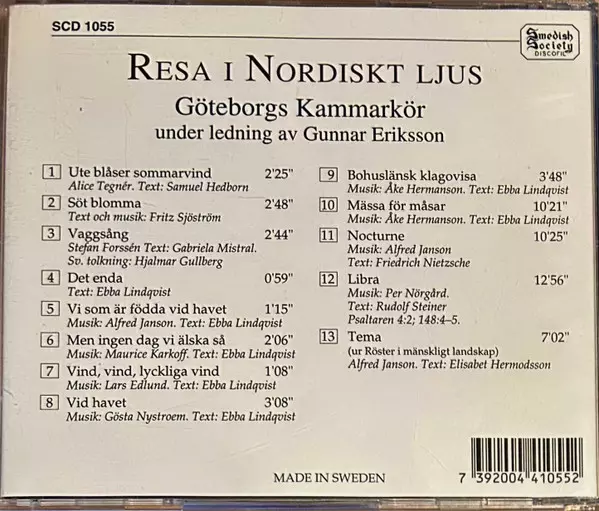 SCD 1055
Swedish
Society
DISCOFIL
RESA I NORDISKT LJUS
Göteborgs Kammarkör
under ledning av Gunnar Eriksson
1 Ute blåser sommarvind 2'25"
Alice Tegnér. Text: Samuel Hedborn
2 Söt blomma 2'48"
Text och musik: Fritz Sjöström
3 Vaggsång 2'44"
Stefan Forssén Text: Gabriela Mistral.
Sv. tolkning: Hjalmar Gullberg
4 Det enda 0'59"
Text: Ebba Lindqvist
5 Vi som är födda vid havet 1'15"
Musik: Alfred Janson. Text: Ebba Lindqvist
6 Men ingen dag vi älska så 2'06"
Musik: Maurice Karkoff. Text: Ebba Lindqvist
7 Vind, vind, lyckliga vind 1'08"
Musik: Lars Edlund. Text: Ebba Lindqvist
8 Vid havet 3'08"
Musik: Gösta Nystroem. Text: Ebba Lindqvist
9 Bohuslänsk klagovisa 3'48"
Musik: Åke Hermanson. Text: Ebba Lindqvist
10 Mässa för måsar 10'21"
Musik: Åke Hermanson. Text: Ebba Lindqvist
11 Nocturne 10'25"
Musik: Alfred Janson
Text: Friedrich Nietzsche
12 Libra 12'56"
Musik: Per Nörgård.
Text: Rudolf Steiner
Psaltaren 4:2; 148:4–5.
13 Tema 7'02"
(ur Röster i mänskligt landskap)
Alfred Janson. Text: Elisabet Hermodsson
MADE IN SWEDEN
7 392004 410552